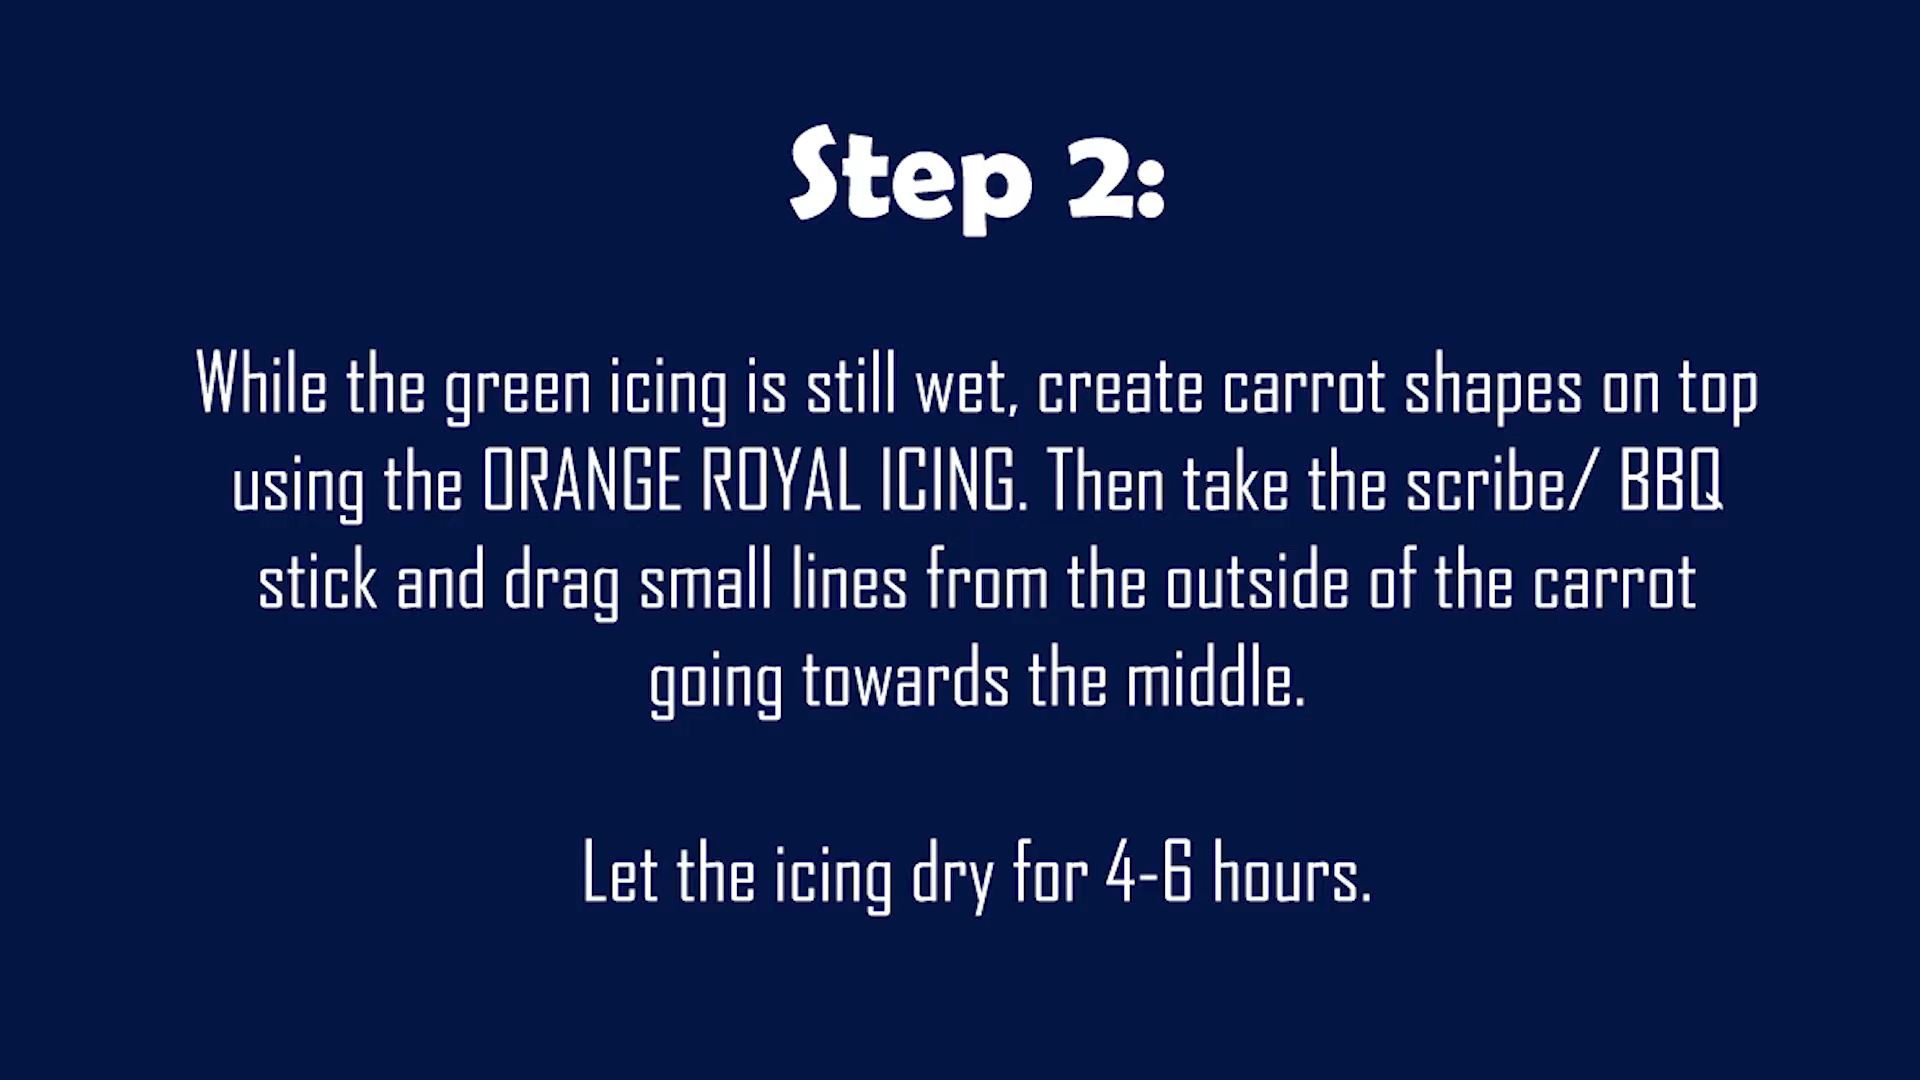 Step 2:
While the green icing is still wet, create carrot shapes on top
using the ORANGE ROYAL ICING. Then take the scribe/ BBQ
stick and drag small lines from the outside of the carrot
going towards the middle.
Let the icing dry for 4-6 hours.